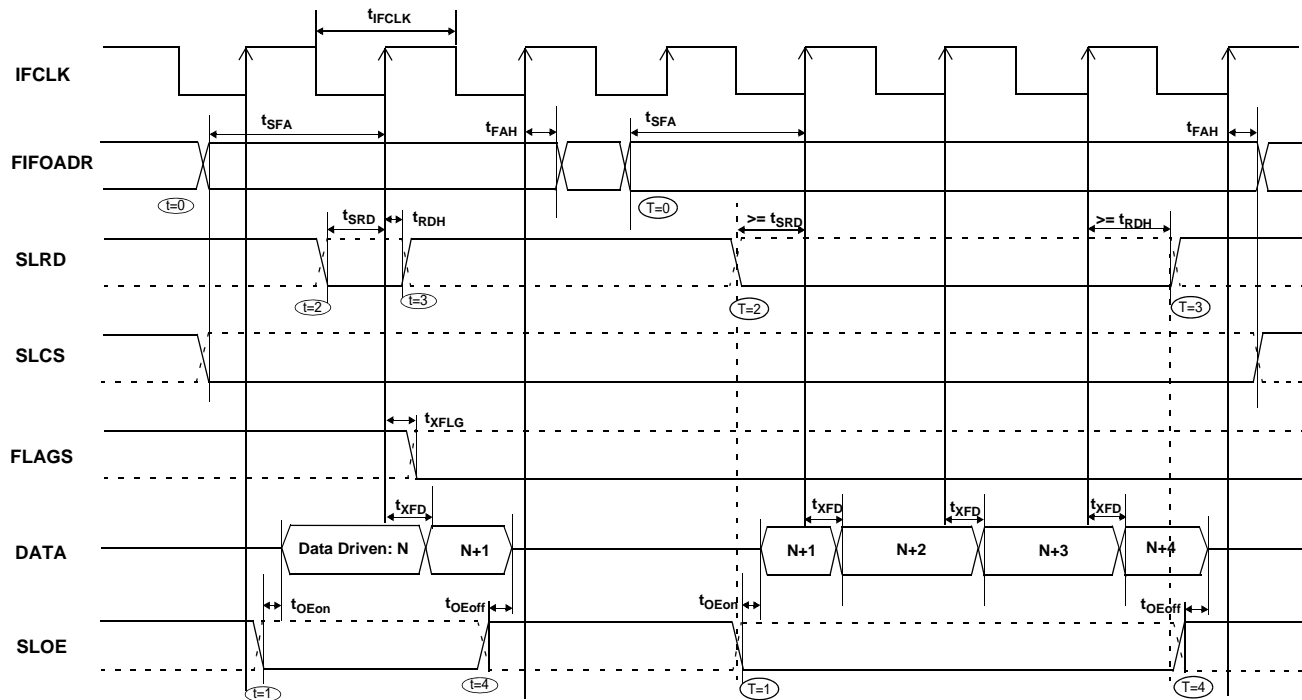 tIFCLK
IFCLK
tSFA
tFAH
tSFA
tFAH
FIFOADR
t=0
T=0
tSRD
tRDH
>= tSRD
>= tRDH
SLRD
t=2
t=3
T=2
T=3
SLCS
tXFLG
FLAGS
tXFD
tXFD
tXFD
tXFD
DATA
Data Driven: N
N+1
N+1
N+2
N+3
N+4
tOEon
tOEoff
tOEon
tOEoff
SLOE
t=1
t=4
T=1
T=4